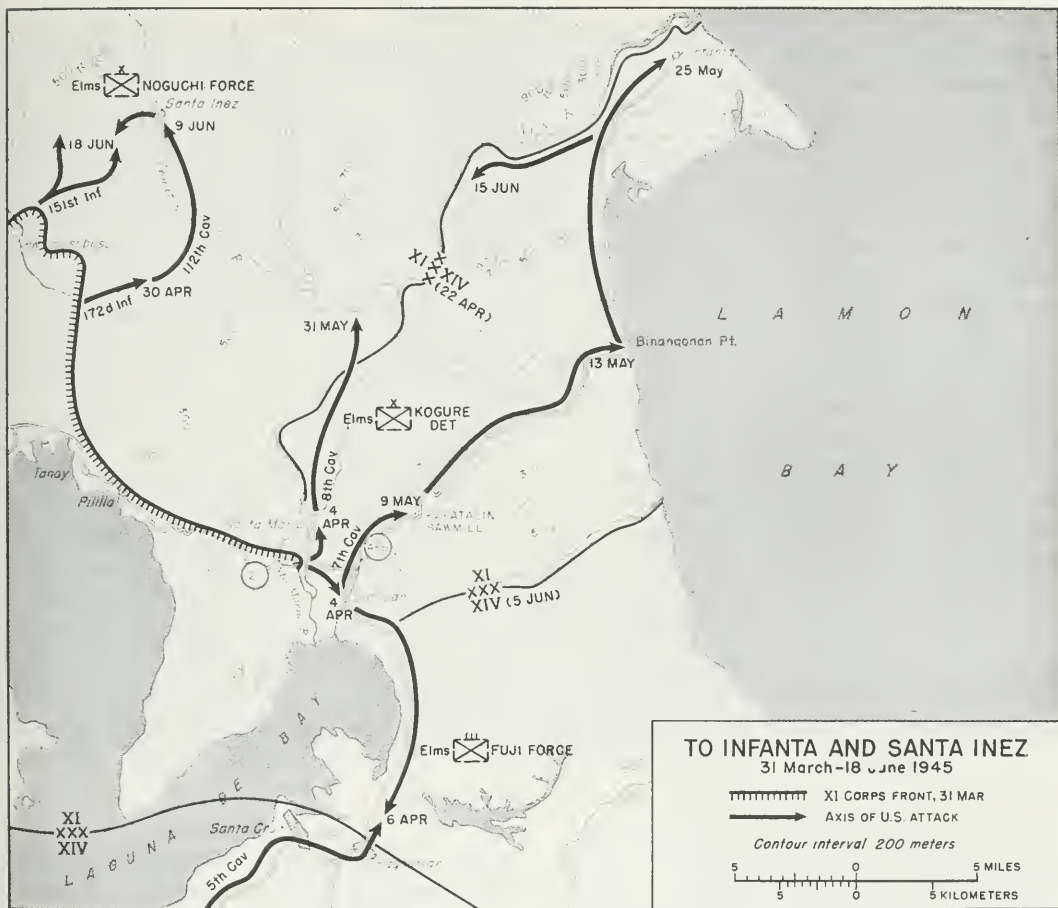 25 May
Elms NOGUCHI FORCE
Santa Inez
9 JUN
18 JUN
15 JUN
151st Inf
112th Cav
XI
XIV
(22 APR)
30 APR
172d Inf
31 MAY
LAMON
Binangonan Pt.
13 MAY
Elms KOGURE
DET
BAY
8th Cav
Tanay
Pililla
9 MAY
SAWMILL
4
APR
7th Cav
XI
XXX
XIV (5 JUN)
4
APR
Elms FUJI FORCE
XI
XXX
XIV
LAGUNA DE BAY
6 APR
5th Cav
TO INFANTA AND SANTA INEZ
31 March-18 June 1945
XI CORPS FRONT, 31 MAR
AXIS OF U.S. ATTACK
Contour interval 200 meters
5 0 5 MILES
5 0 5 KILOMETERS